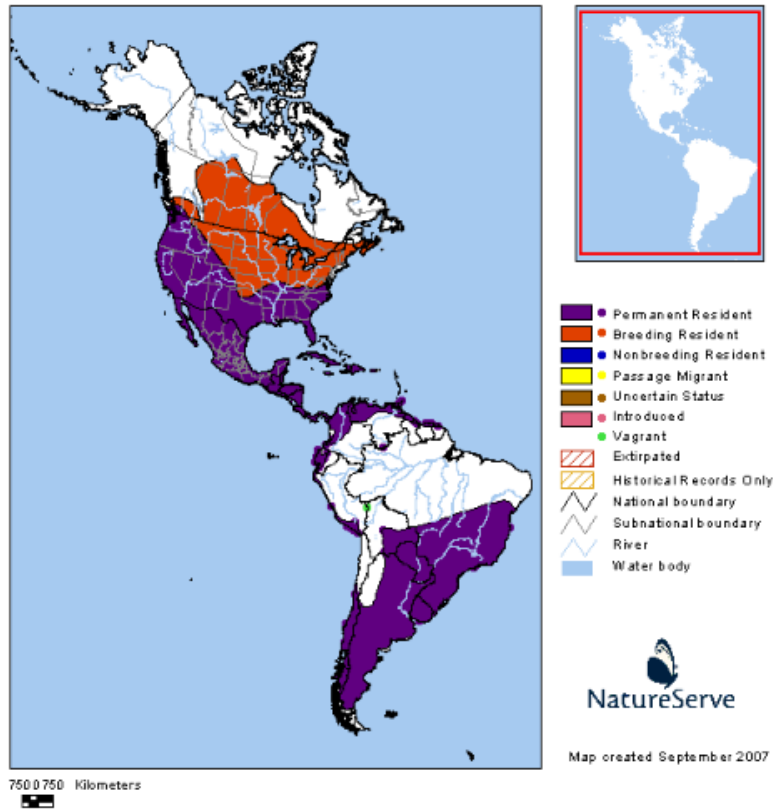 Permanent Resident
Breeding Resident
Nonbreeding Resident
Passage Migrant
Uncertain Status
Introduced
Vagrant
Extirpated
Historical Records Only
National boundary
Subnational boundary
River
Water body
NatureServe
Map created September 2007
750 0 750 Kilometers